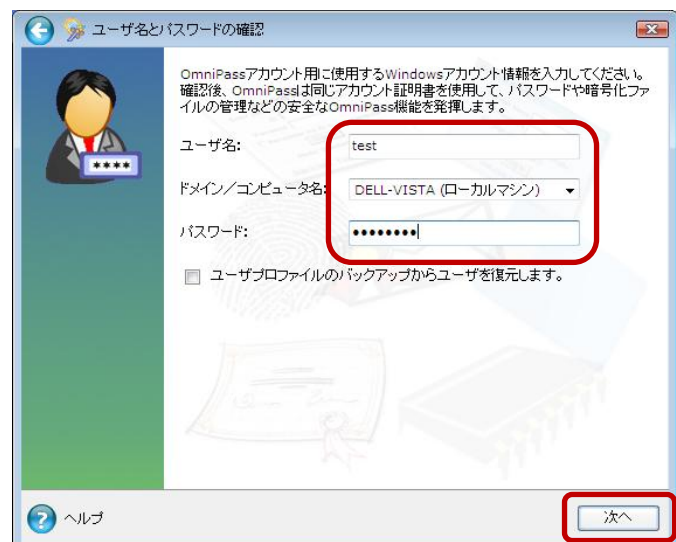 ユーザ名とパスワードの確認
OmniPassアカウント用に使用するWindowsアカウント情報を入力してください。
確認後、OmniPassは同じアカウント証明書を使用して、パスワードや暗号化ファ
イルの管理などの安全なOmniPass機能を発揮します。
ユーザ名: test
ドメイン／コンピュータ名: DELL-VISTA (ローカルマシン)
パスワード: ●●●●●●●●
****
ユーザプロファイルのバックアップからユーザを復元します。
ヘルプ
次へ